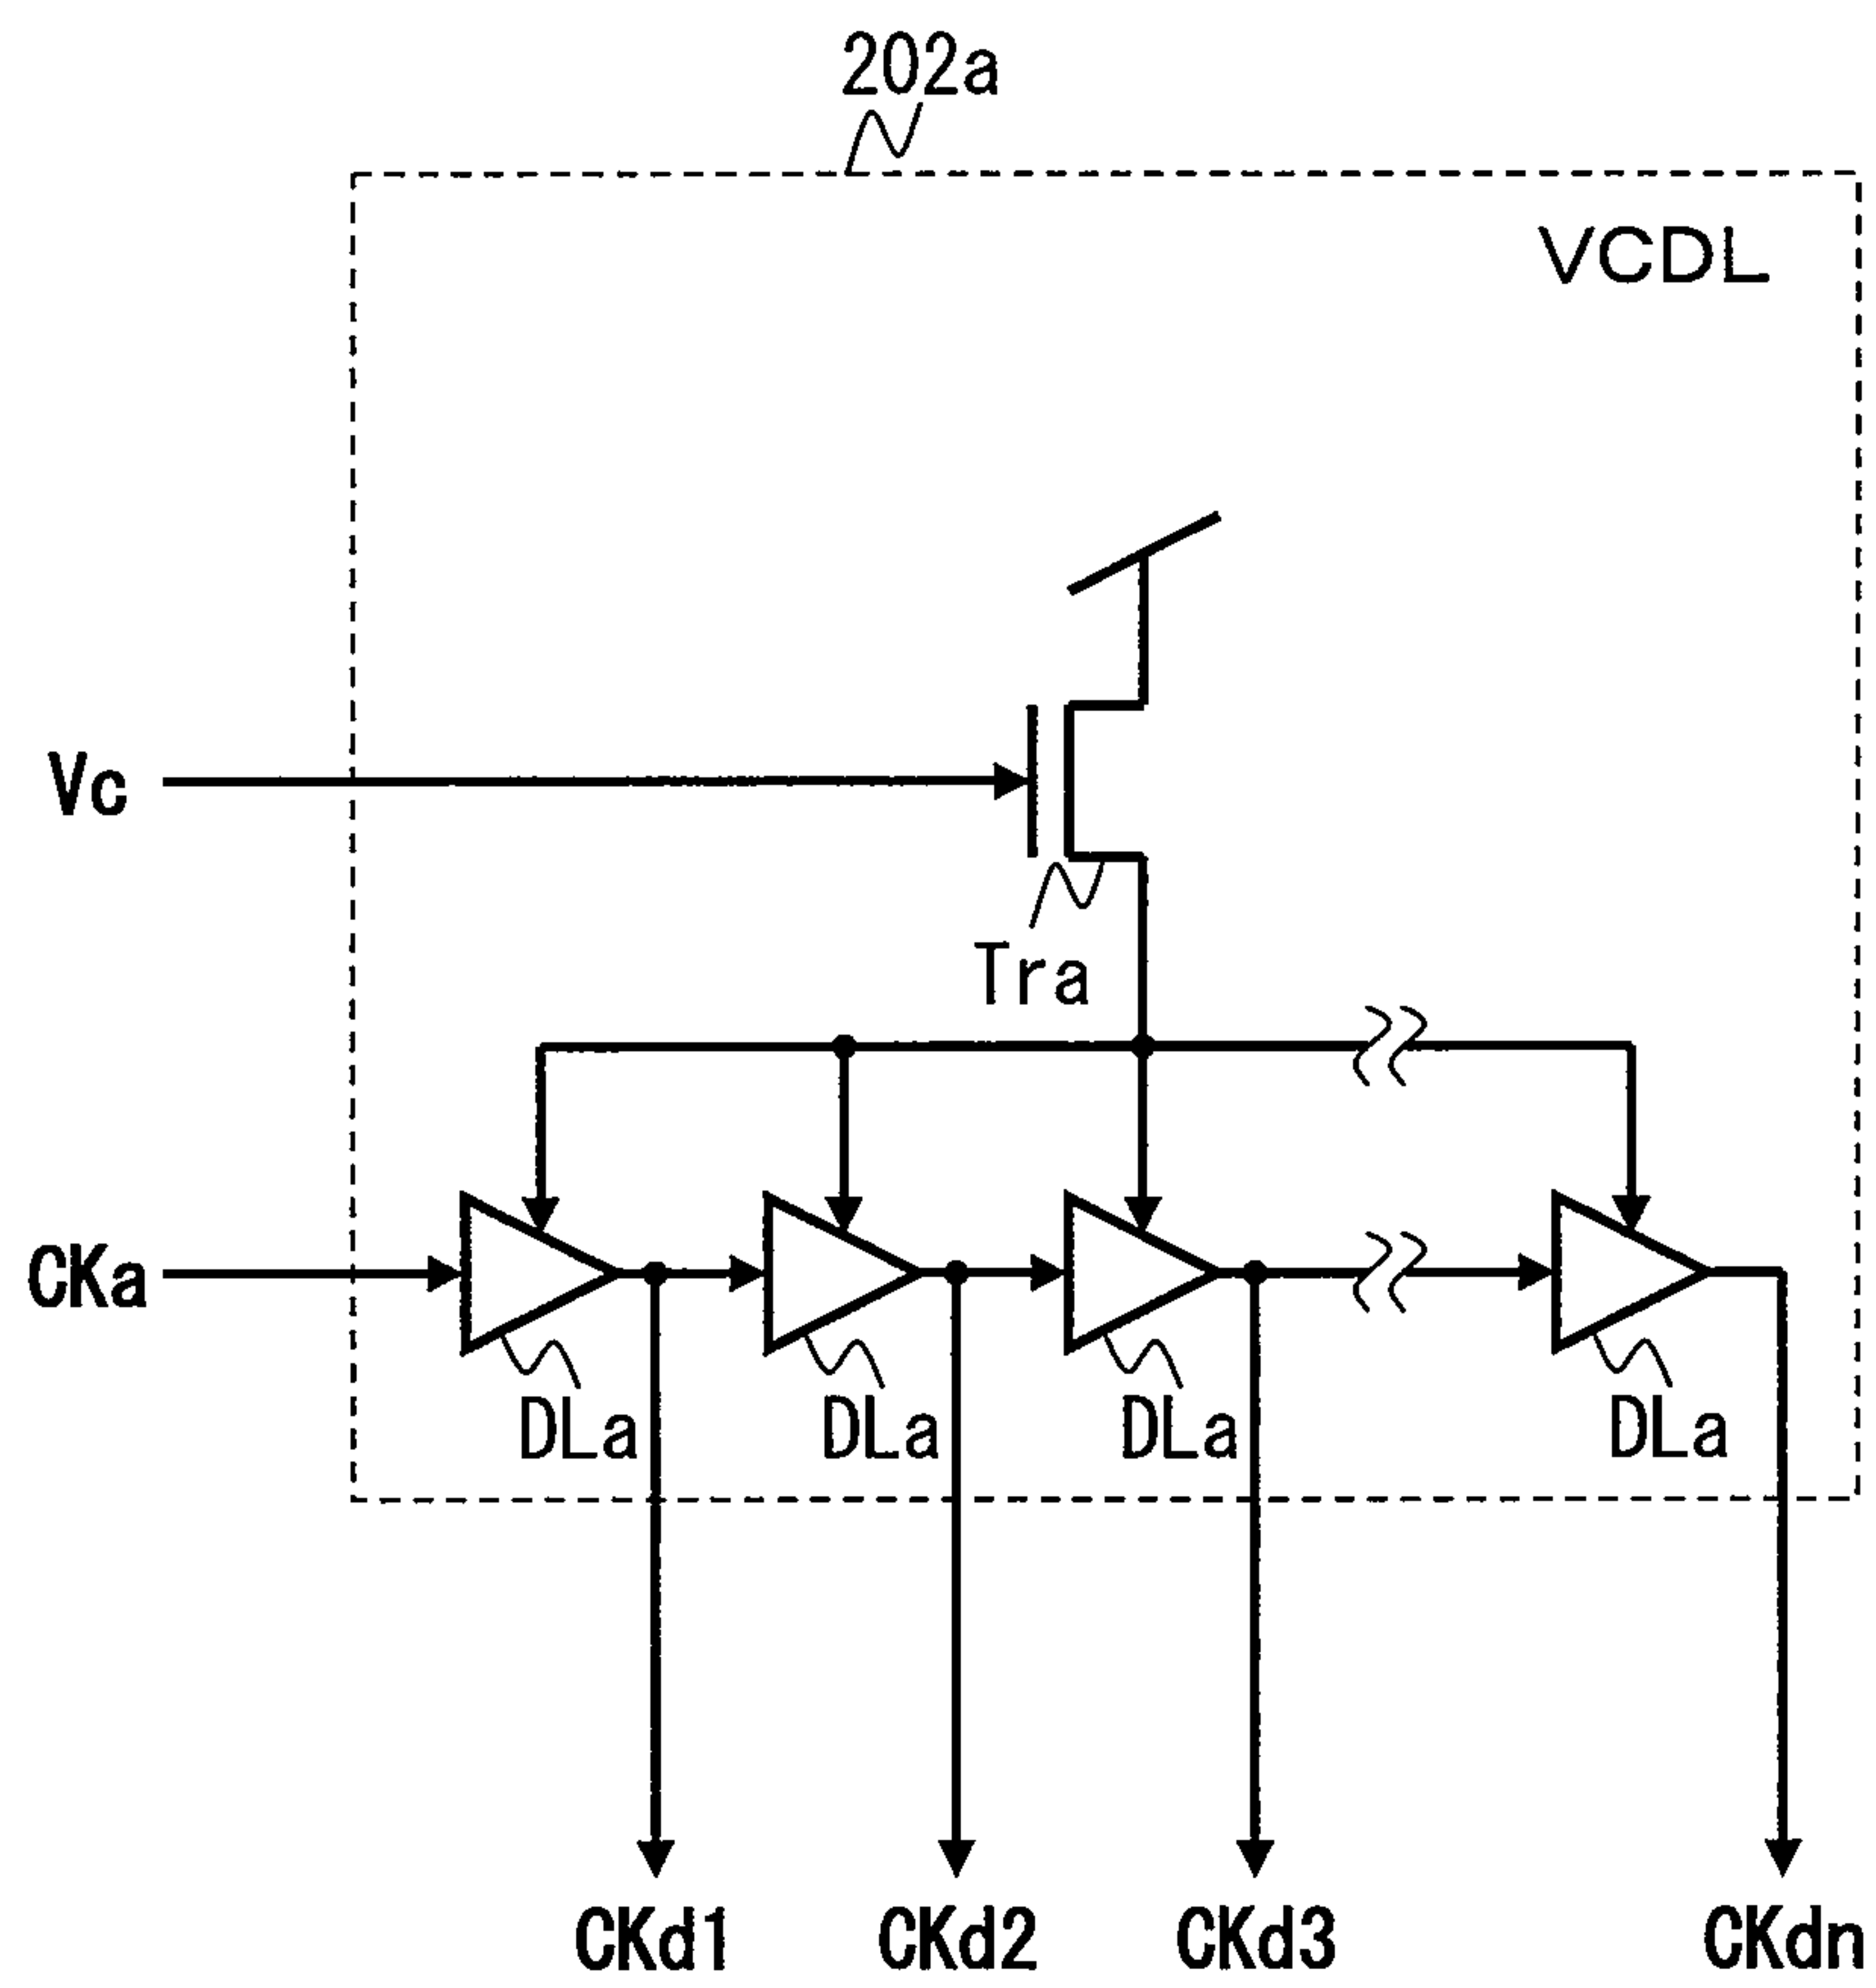 202a
VCDL
Vc
Tra
CKa
DLa DLa DLa DLa
CKd1 CKd2 CKd3 CKdn